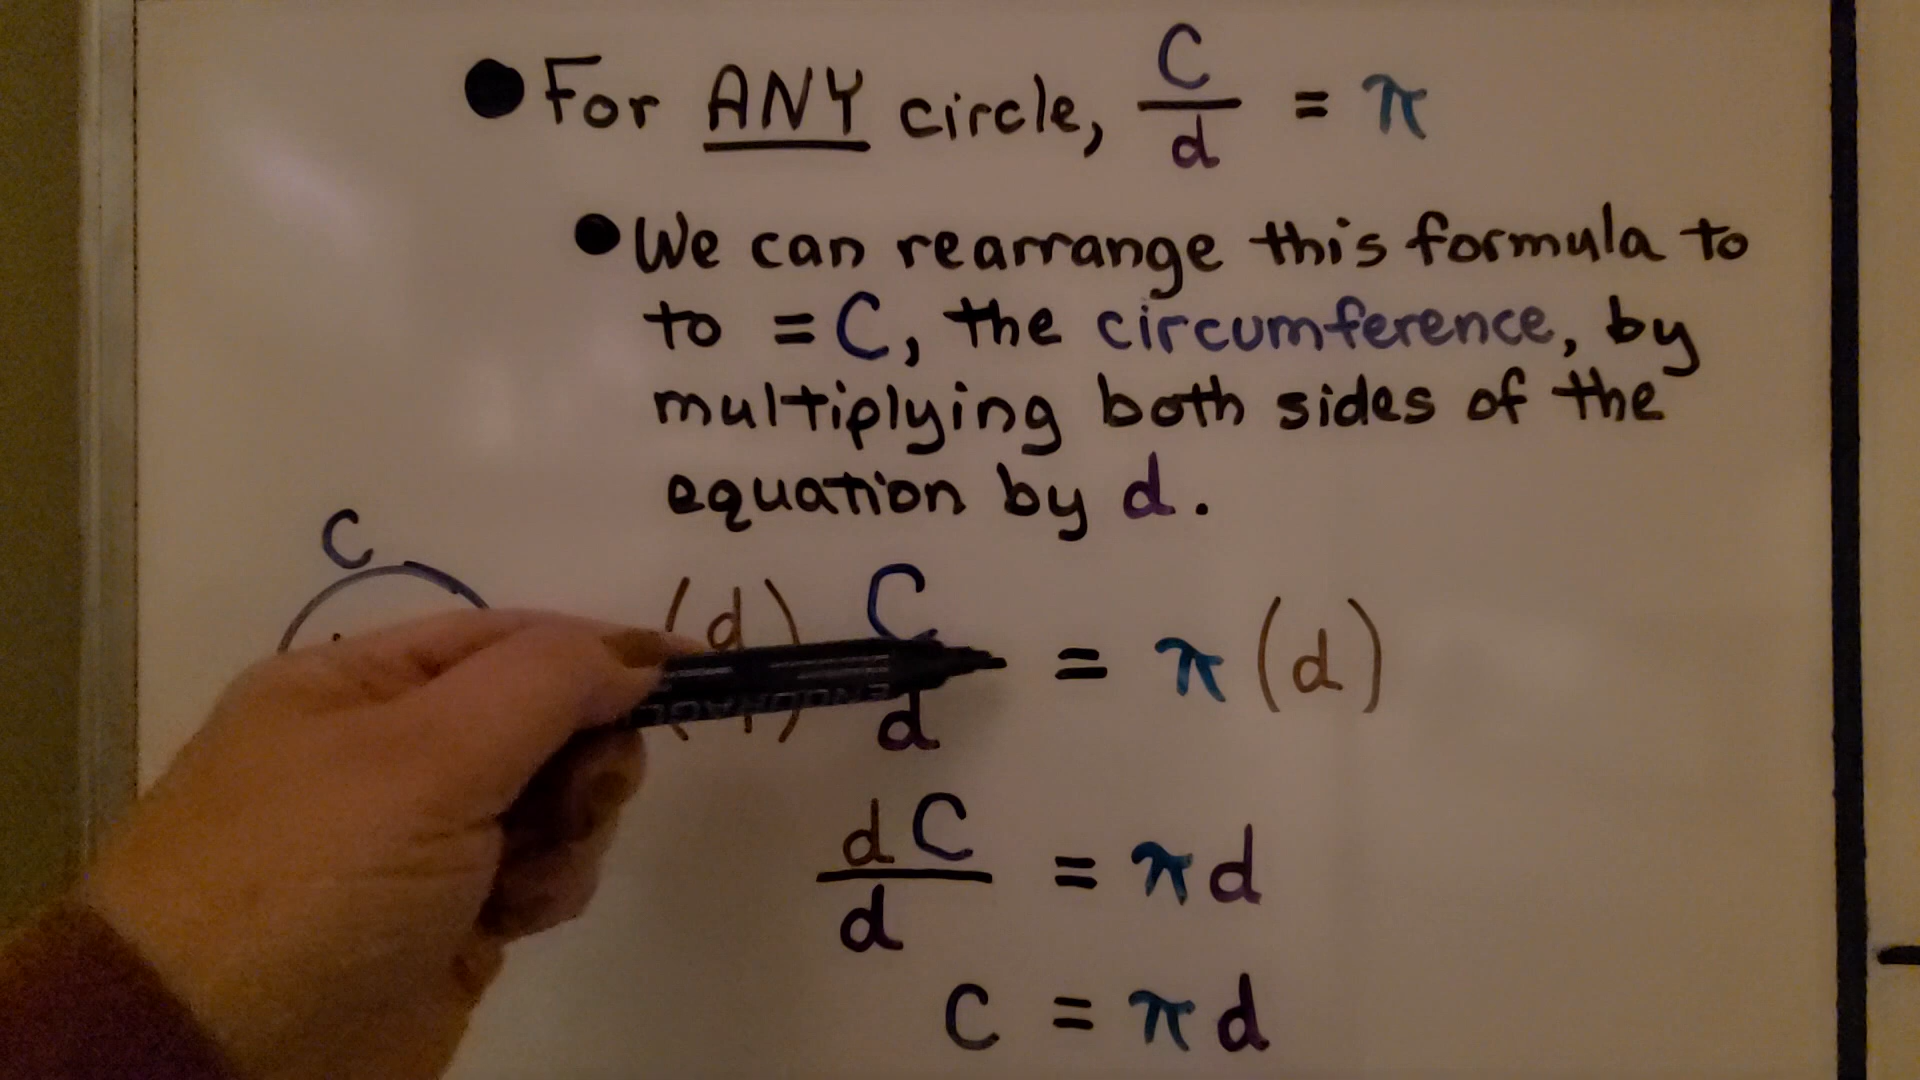 ● For ANY circle, C/d = π
● We can rearrange this formula to
to = C, the circumference, by
multiplying both sides of the
equation by d.
C
(d) C/d = π(d)
dC/d = πd
C = πd